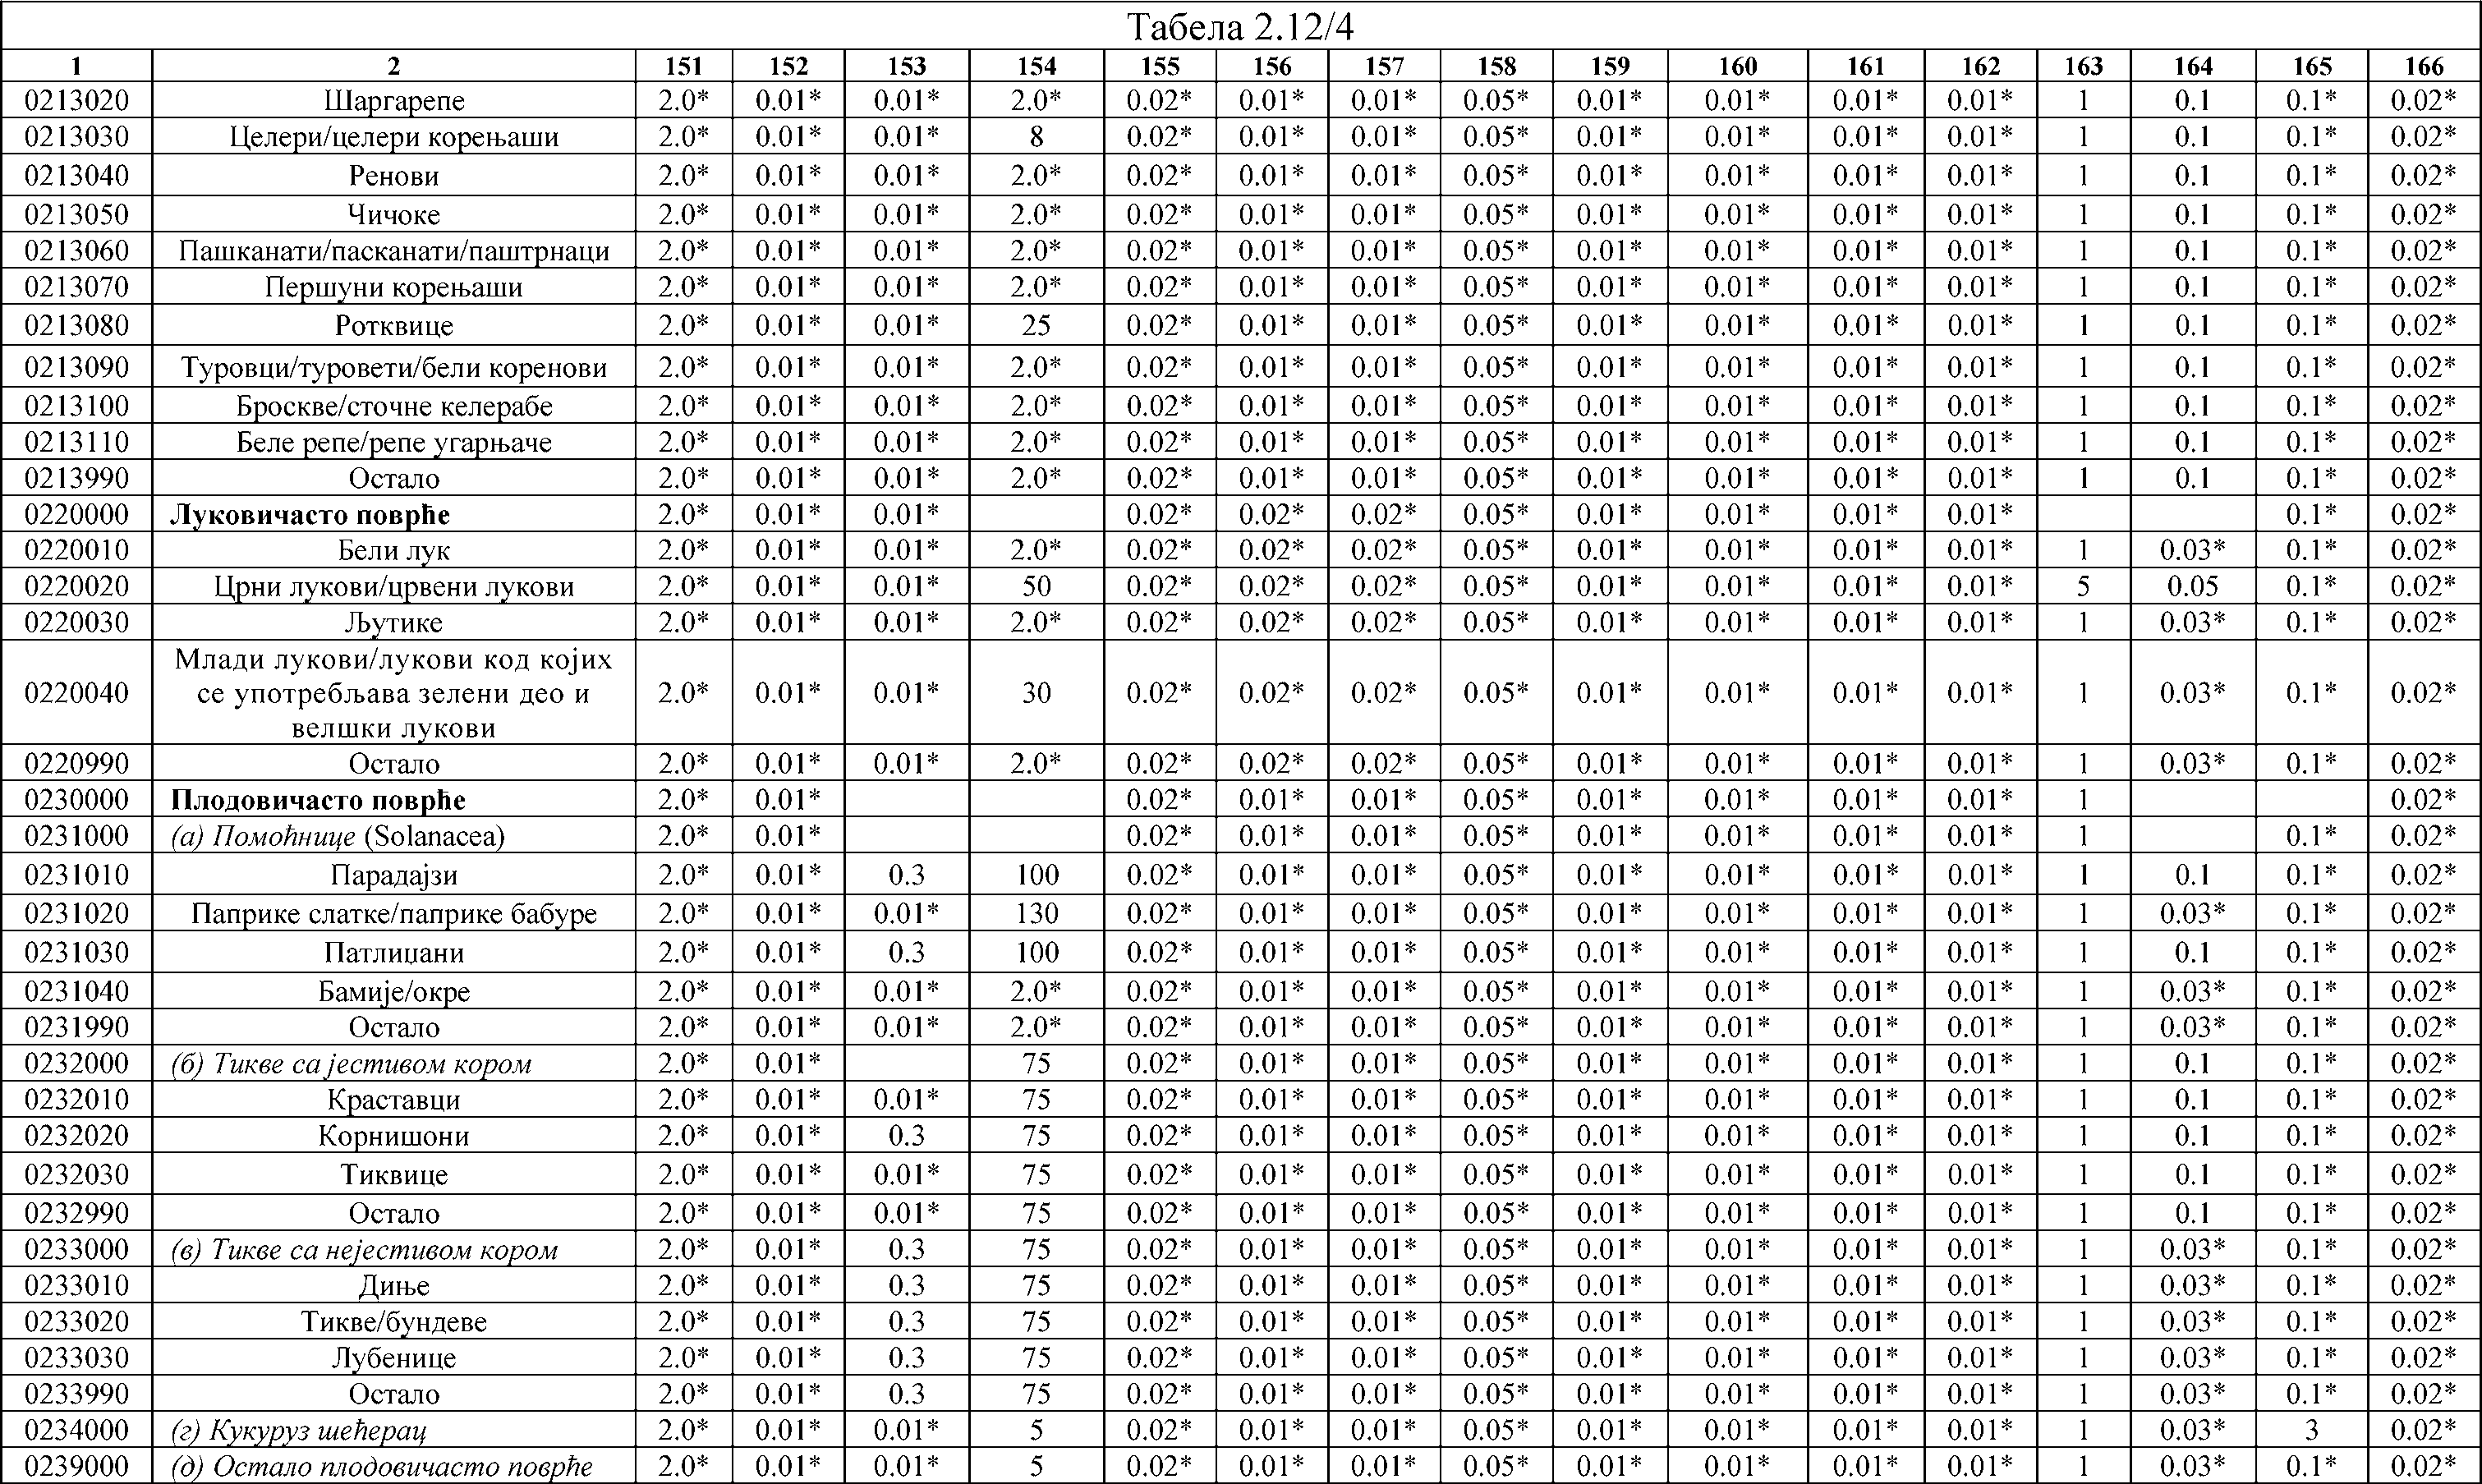 Табела 2.12/4
1 2 151 152 153 154 155 156 157 158 159 160 161 162 163 164 165 166
0213020 Шаргарепе 2.0* 0.01* 0.01* 2.0* 0.02* 0.01* 0.01* 0.05* 0.01* 0.01* 0.01* 0.01* 1 0.1 0.1* 0.02*
0213030 Целери/целери корењаши 2.0* 0.01* 0.01* 8 0.02* 0.01* 0.01* 0.05* 0.01* 0.01* 0.01* 0.01* 1 0.1 0.1* 0.02*
0213040 Ренови 2.0* 0.01* 0.01* 2.0* 0.02* 0.01* 0.01* 0.05* 0.01* 0.01* 0.01* 0.01* 1 0.1 0.1* 0.02*
0213050 Чичоке 2.0* 0.01* 0.01* 2.0* 0.02* 0.01* 0.01* 0.05* 0.01* 0.01* 0.01* 0.01* 1 0.1 0.1* 0.02*
0213060 Пашканати/пасканати/паштрнаци 2.0* 0.01* 0.01* 2.0* 0.02* 0.01* 0.01* 0.05* 0.01* 0.01* 0.01* 0.01* 1 0.1 0.1* 0.02*
0213070 Першуни корењаши 2.0* 0.01* 0.01* 2.0* 0.02* 0.01* 0.01* 0.05* 0.01* 0.01* 0.01* 0.01* 1 0.1 0.1* 0.02*
0213080 Ротквице 2.0* 0.01* 0.01* 25 0.02* 0.01* 0.01* 0.05* 0.01* 0.01* 0.01* 0.01* 1 0.1 0.1* 0.02*
0213090 Туровци/туровети/бели коренови 2.0* 0.01* 0.01* 2.0* 0.02* 0.01* 0.01* 0.05* 0.01* 0.01* 0.01* 0.01* 1 0.1 0.1* 0.02*
0213100 Броскве/сточне келерабе 2.0* 0.01* 0.01* 2.0* 0.02* 0.01* 0.01* 0.05* 0.01* 0.01* 0.01* 0.01* 1 0.1 0.1* 0.02*
0213110 Беле репе/репе угарњаче 2.0* 0.01* 0.01* 2.0* 0.02* 0.01* 0.01* 0.05* 0.01* 0.01* 0.01* 0.01* 1 0.1 0.1* 0.02*
0213990 Остало 2.0* 0.01* 0.01* 2.0* 0.02* 0.01* 0.01* 0.05* 0.01* 0.01* 0.01* 0.01* 1 0.1 0.1* 0.02*
0220000 Луковичасто поврће 2.0* 0.01* 0.01* 0.02* 0.02* 0.02* 0.05* 0.01* 0.01* 0.01* 0.01* 0.1* 0.02*
0220010 Бели лук 2.0* 0.01* 0.01* 2.0* 0.02* 0.02* 0.02* 0.05* 0.01* 0.01* 0.01* 0.01* 1 0.03* 0.1* 0.02*
0220020 Црни лукови/црвени лукови 2.0* 0.01* 0.01* 50 0.02* 0.02* 0.02* 0.05* 0.01* 0.01* 0.01* 0.01* 5 0.05 0.1* 0.02*
0220030 Љутике 2.0* 0.01* 0.01* 2.0* 0.02* 0.02* 0.02* 0.05* 0.01* 0.01* 0.01* 0.01* 1 0.03* 0.1* 0.02*
Млади лукови/лукови код којих
0220040 се употребљава зелени део и 2.0* 0.01* 0.01* 30 0.02* 0.02* 0.02* 0.05* 0.01* 0.01* 0.01* 0.01* 1 0.03* 0.1* 0.02*
велшки лукови
0220990 Остало 2.0* 0.01* 0.01* 2.0* 0.02* 0.02* 0.02* 0.05* 0.01* 0.01* 0.01* 0.01* 1 0.03* 0.1* 0.02*
0230000 Плодовичасто поврће 2.0* 0.01* 0.02* 0.01* 0.01* 0.05* 0.01* 0.01* 0.01* 0.01* 1 0.02*
0231000 (а) Помоћнице (Solanacea) 2.0* 0.01* 0.02* 0.01* 0.01* 0.05* 0.01* 0.01* 0.01* 0.01* 1 0.1* 0.02*
0231010 Парадајзи 2.0* 0.01* 0.3 100 0.02* 0.01* 0.01* 0.05* 0.01* 0.01* 0.01* 0.01* 1 0.1 0.1* 0.02*
0231020 Паприке слатке/паприке бабуре 2.0* 0.01* 0.01* 130 0.02* 0.01* 0.01* 0.05* 0.01* 0.01* 0.01* 0.01* 1 0.03* 0.1* 0.02*
0231030 Патлиџани 2.0* 0.01* 0.3 100 0.02* 0.01* 0.01* 0.05* 0.01* 0.01* 0.01* 0.01* 1 0.1 0.1* 0.02*
0231040 Бамије/окре 2.0* 0.01* 0.01* 2.0* 0.02* 0.01* 0.01* 0.05* 0.01* 0.01* 0.01* 0.01* 1 0.03* 0.1* 0.02*
0231990 Остало 2.0* 0.01* 0.01* 2.0* 0.02* 0.01* 0.01* 0.05* 0.01* 0.01* 0.01* 0.01* 1 0.03* 0.1* 0.02*
0232000 (б) Тикве са јестивом кором 2.0* 0.01* 75 0.02* 0.01* 0.01* 0.05* 0.01* 0.01* 0.01* 0.01* 1 0.1 0.1* 0.02*
0232010 Краставци 2.0* 0.01* 0.01* 75 0.02* 0.01* 0.01* 0.05* 0.01* 0.01* 0.01* 0.01* 1 0.1 0.1* 0.02*
0232020 Корнишони 2.0* 0.01* 0.3 75 0.02* 0.01* 0.01* 0.05* 0.01* 0.01* 0.01* 0.01* 1 0.1 0.1* 0.02*
0232030 Тиквице 2.0* 0.01* 0.01* 75 0.02* 0.01* 0.01* 0.05* 0.01* 0.01* 0.01* 0.01* 1 0.1 0.1* 0.02*
0232990 Остало 2.0* 0.01* 0.01* 75 0.02* 0.01* 0.01* 0.05* 0.01* 0.01* 0.01* 0.01* 1 0.1 0.1* 0.02*
0233000 (в) Тикве са нејестивом кором 2.0* 0.01* 0.3 75 0.02* 0.01* 0.01* 0.05* 0.01* 0.01* 0.01* 0.01* 1 0.03* 0.1* 0.02*
0233010 Диње 2.0* 0.01* 0.3 75 0.02* 0.01* 0.01* 0.05* 0.01* 0.01* 0.01* 0.01* 1 0.03* 0.1* 0.02*
0233020 Тикве/бундеве 2.0* 0.01* 0.3 75 0.02* 0.01* 0.01* 0.05* 0.01* 0.01* 0.01* 0.01* 1 0.03* 0.1* 0.02*
0233030 Лубенице 2.0* 0.01* 0.3 75 0.02* 0.01* 0.01* 0.05* 0.01* 0.01* 0.01* 0.01* 1 0.03* 0.1* 0.02*
0233990 Остало 2.0* 0.01* 0.3 75 0.02* 0.01* 0.01* 0.05* 0.01* 0.01* 0.01* 0.01* 1 0.03* 0.1* 0.02*
0234000 (г) Кукуруз шећерац 2.0* 0.01* 0.01* 5 0.02* 0.01* 0.01* 0.05* 0.01* 0.01* 0.01* 0.01* 1 0.03* 3 0.02*
0239000 (д) Остало плодовичасто поврће 2.0* 0.01* 0.01* 5 0.02* 0.01* 0.01* 0.05* 0.01* 0.01* 0.01* 0.01* 1 0.03* 0.1* 0.02*